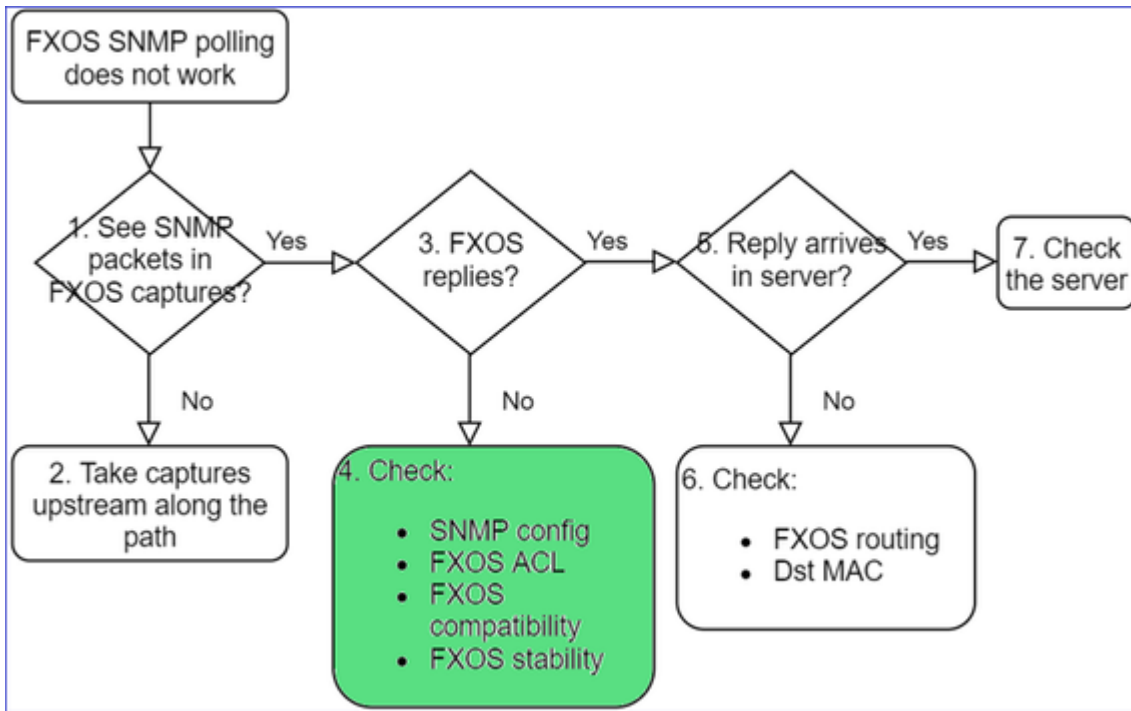 FXOS SNMP polling
does not work
1. See SNMP
packets in
FXOS captures?
Yes
3. FXOS
replies?
Yes
5. Reply arrives
in server?
Yes
7. Check
the server
No
No
No
2. Take captures
upstream along the
path
4. Check:
• SNMP config
• FXOS ACL
• FXOS
compatibility
• FXOS stability
6. Check:
• FXOS routing
• Dst MAC